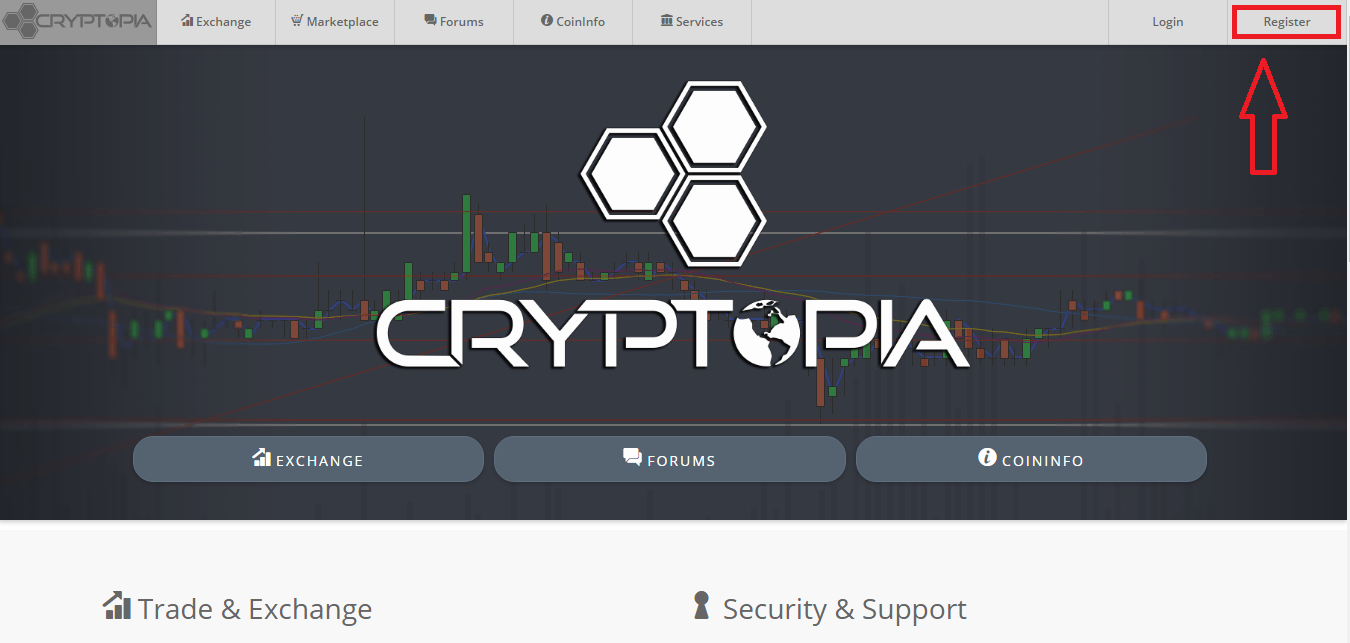 CRYPTOPIA Exchange Marketplace Forums CoinInfo Services Login Register
CRYPTOPIA
EXCHANGE FORUMS COININFO
Trade & Exchange Security & Support